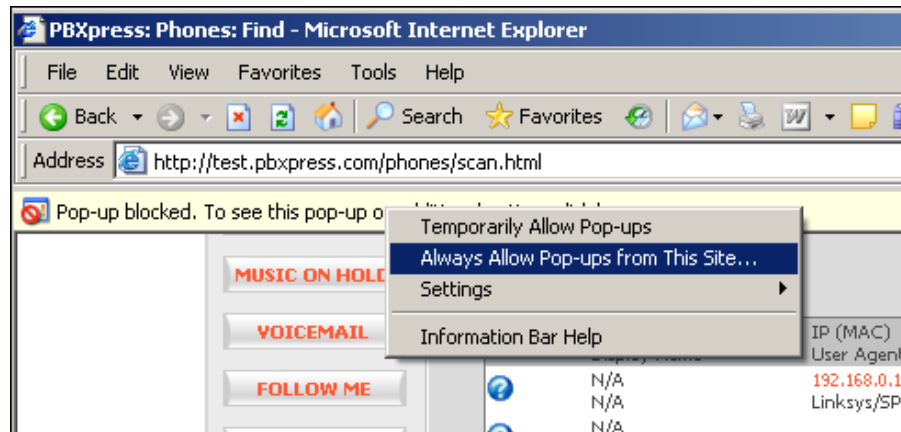 PBXpress: Phones: Find - Microsoft Internet Explorer
File Edit View Favorites Tools Help
Back Search Favorites
Address http://test.pbxpress.com/phones/scan.html
Pop-up blocked. To see this pop-up
Temporarily Allow Pop-ups
Always Allow Pop-ups from This Site...
Settings
Information Bar Help
MUSIC ON HOLD
VOICEMAIL
FOLLOW ME
IP (MAC)
Display Name User Agent
N/A 192.168.0.1
N/A Linksys/SP
N/A